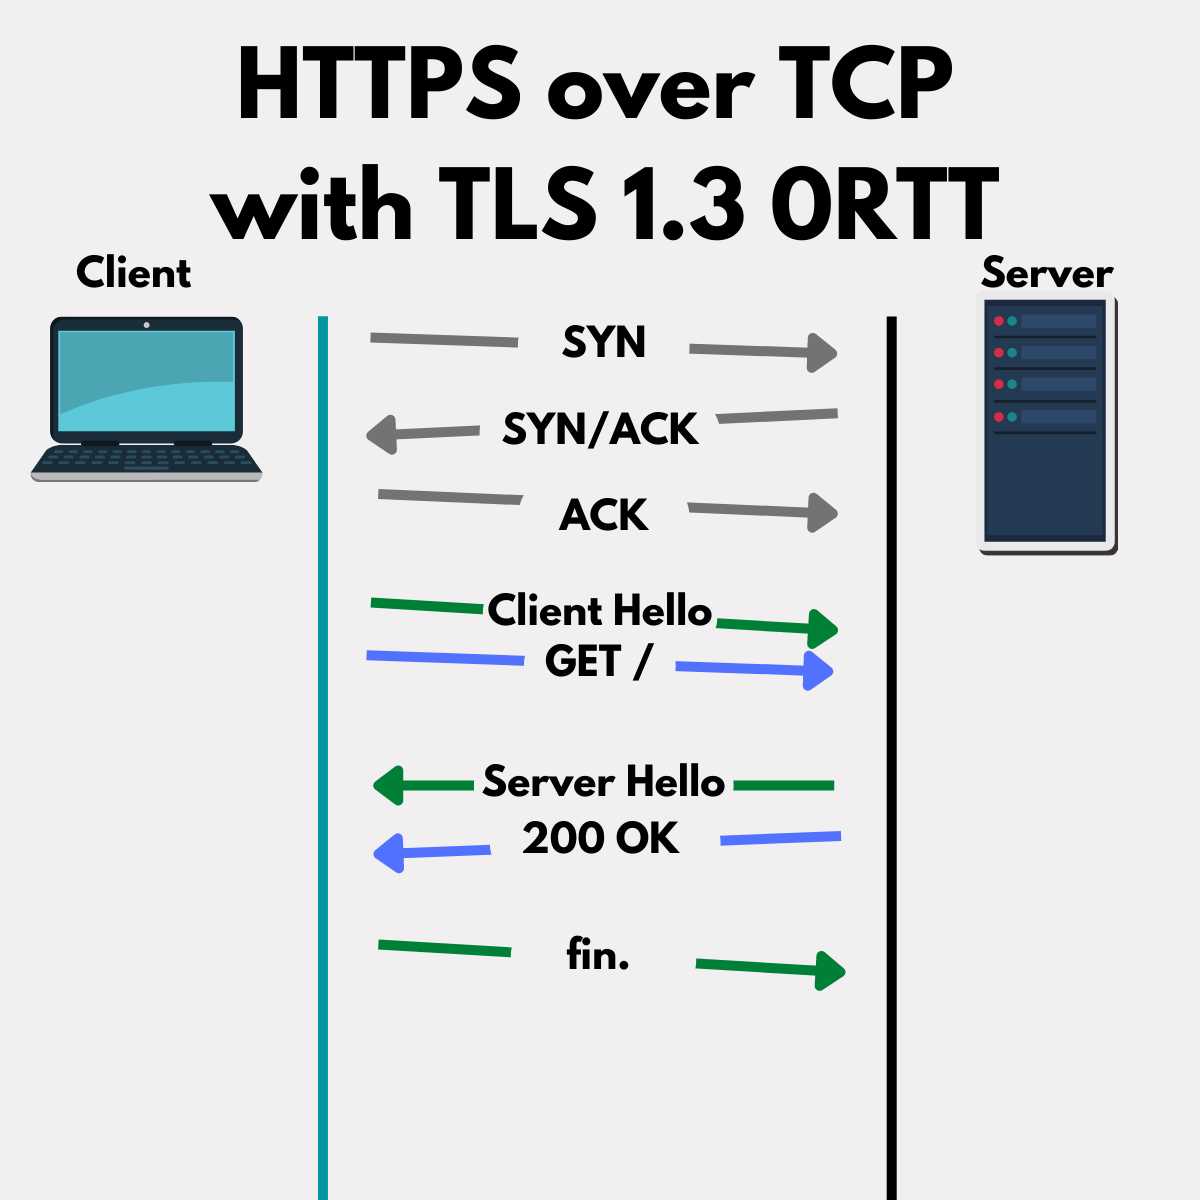 HTTPS over TCP
with TLS 1.3 0RTT
Client
Server
SYN
SYN/ACK
ACK
Client Hello
GET /
Server Hello
200 OK
fin.